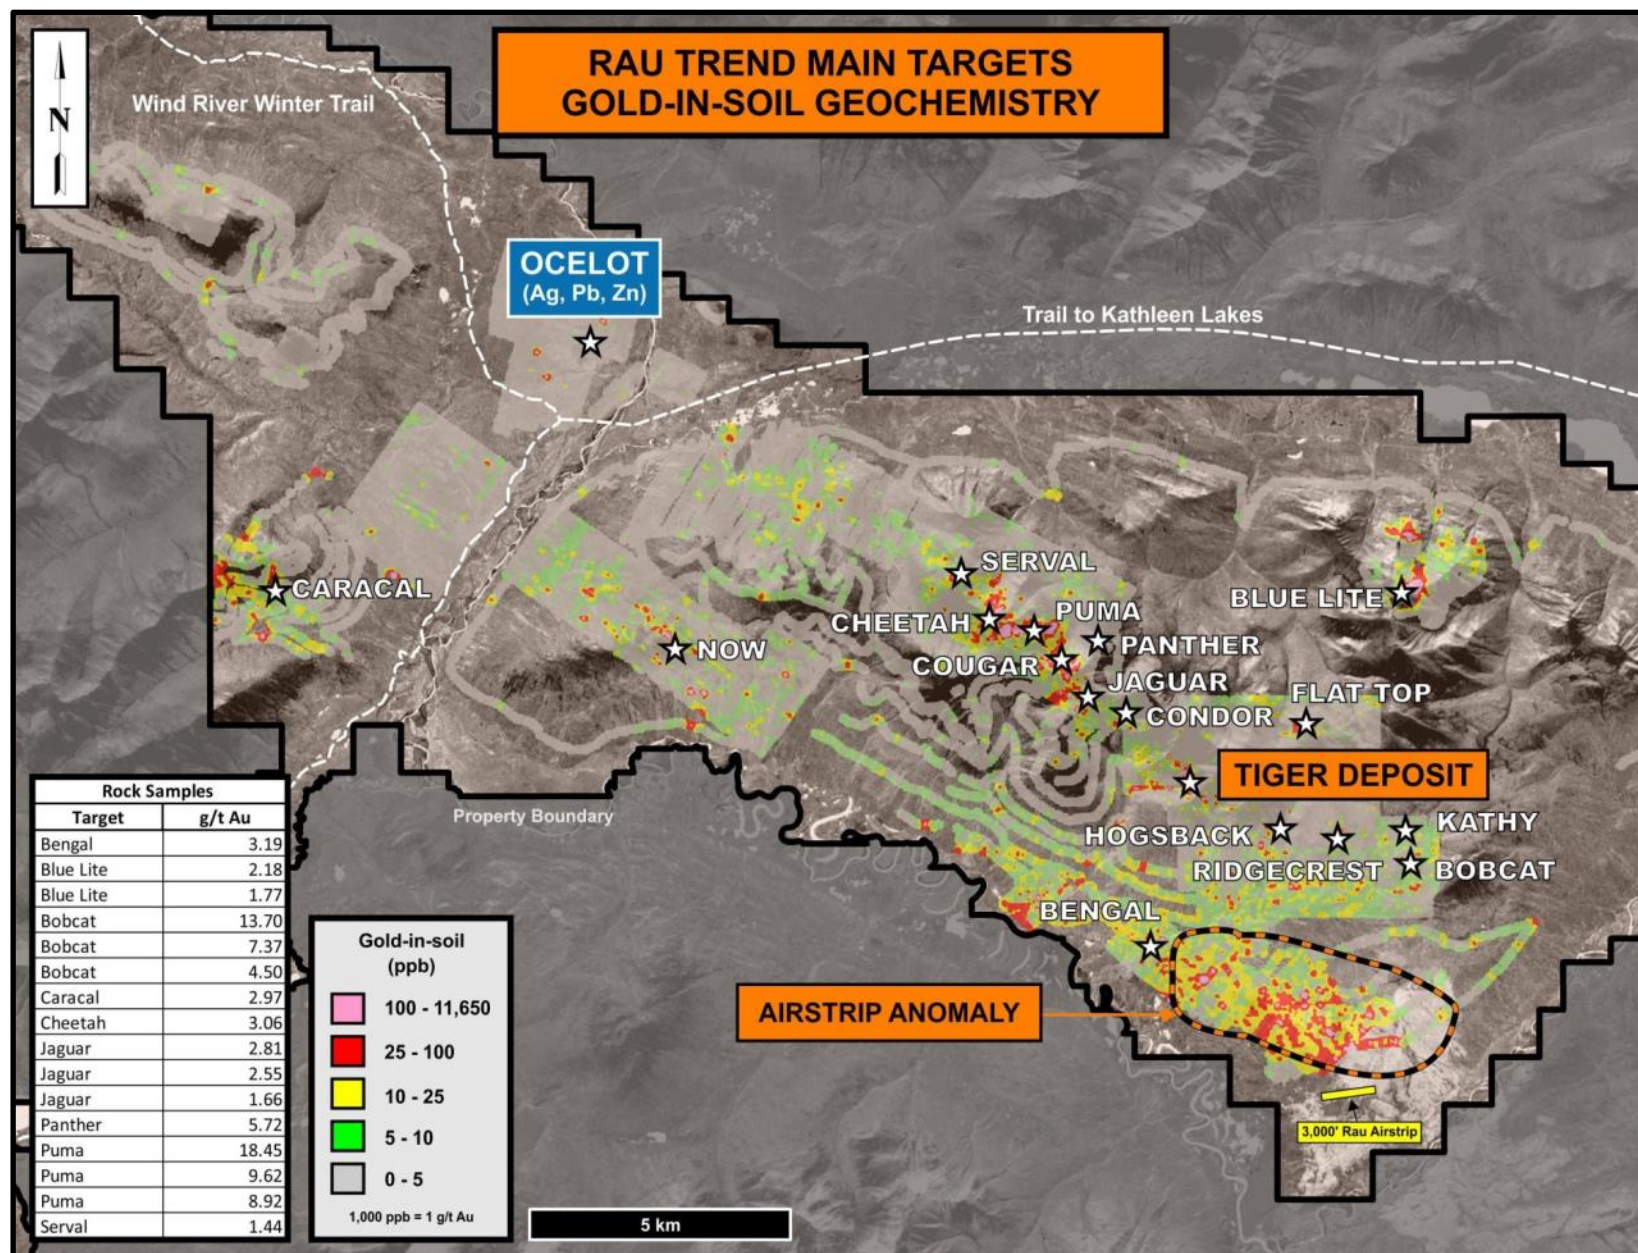 RAU TREND MAIN TARGETS
GOLD-IN-SOIL GEOCHEMISTRY
N
Wind River Winter Trail
OCELOT
(Ag, Pb, Zn)
Trail to Kathleen Lakes
SERVAL
CARACAL
BLUE LITE
CHEETAH
PUMA
NOW
PANTHER
COUGAR
JAGUAR
FLAT TOP
CONDOR
TIGER DEPOSIT
Property Boundary
HOGSBACK
KATHY
RIDGECREST
BOBCAT
BENGAL
AIRSTRIP ANOMALY
3,000' Rau Airstrip
Rock Samples
Target g/t Au
Bengal 3.19
Blue Lite 2.18
Blue Lite 1.77
Bobcat 13.70
Bobcat 7.37
Bobcat 4.50
Caracal 2.97
Cheetah 3.06
Jaguar 2.81
Jaguar 2.55
Jaguar 1.66
Panther 5.72
Puma 18.45
Puma 9.62
Puma 8.92
Serval 1.44
Gold-in-soil
(ppb)
100 - 11,650
25 - 100
10 - 25
5 - 10
0 - 5
1,000 ppb = 1 g/t Au
5 km